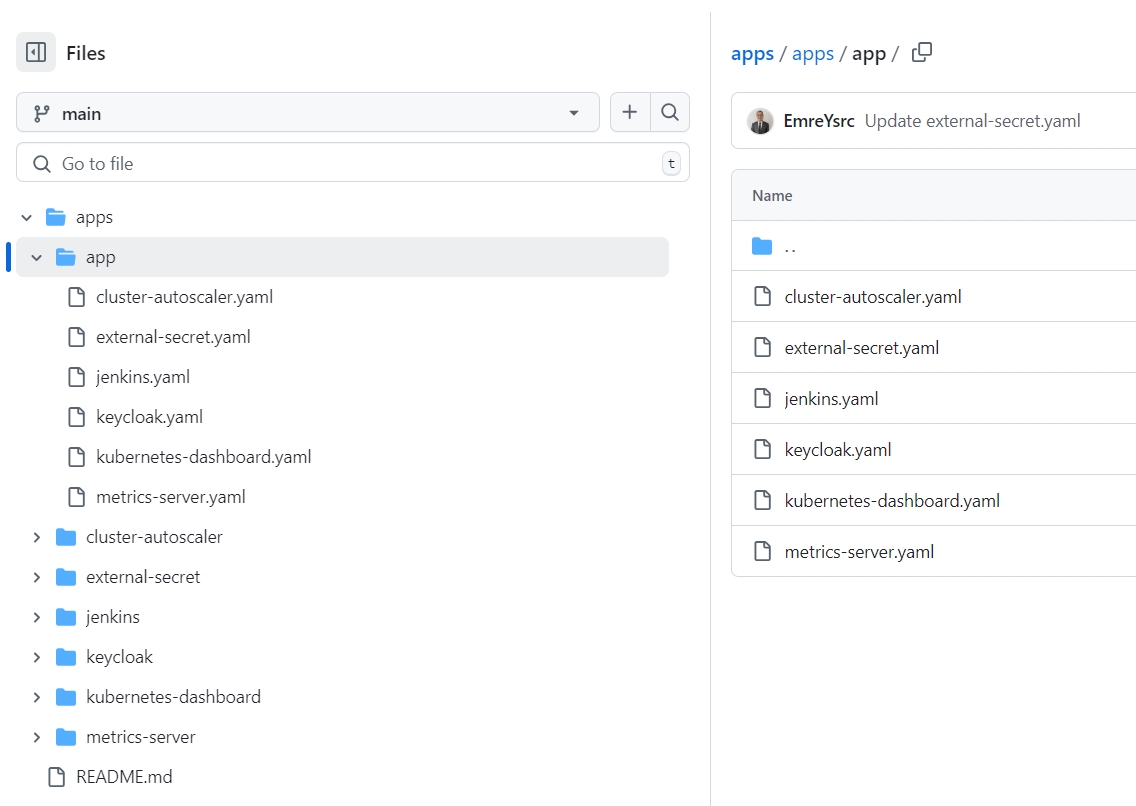 Files
main
Go to file
t
apps
app
cluster-autoscaler.yaml
external-secret.yaml
jenkins.yaml
keycloak.yaml
kubernetes-dashboard.yaml
metrics-server.yaml
cluster-autoscaler
external-secret
jenkins
keycloak
kubernetes-dashboard
metrics-server
README.md
apps / apps / app /
EmreYsrc Update external-secret.yaml
Name
..
cluster-autoscaler.yaml
external-secret.yaml
jenkins.yaml
keycloak.yaml
kubernetes-dashboard.yaml
metrics-server.yaml